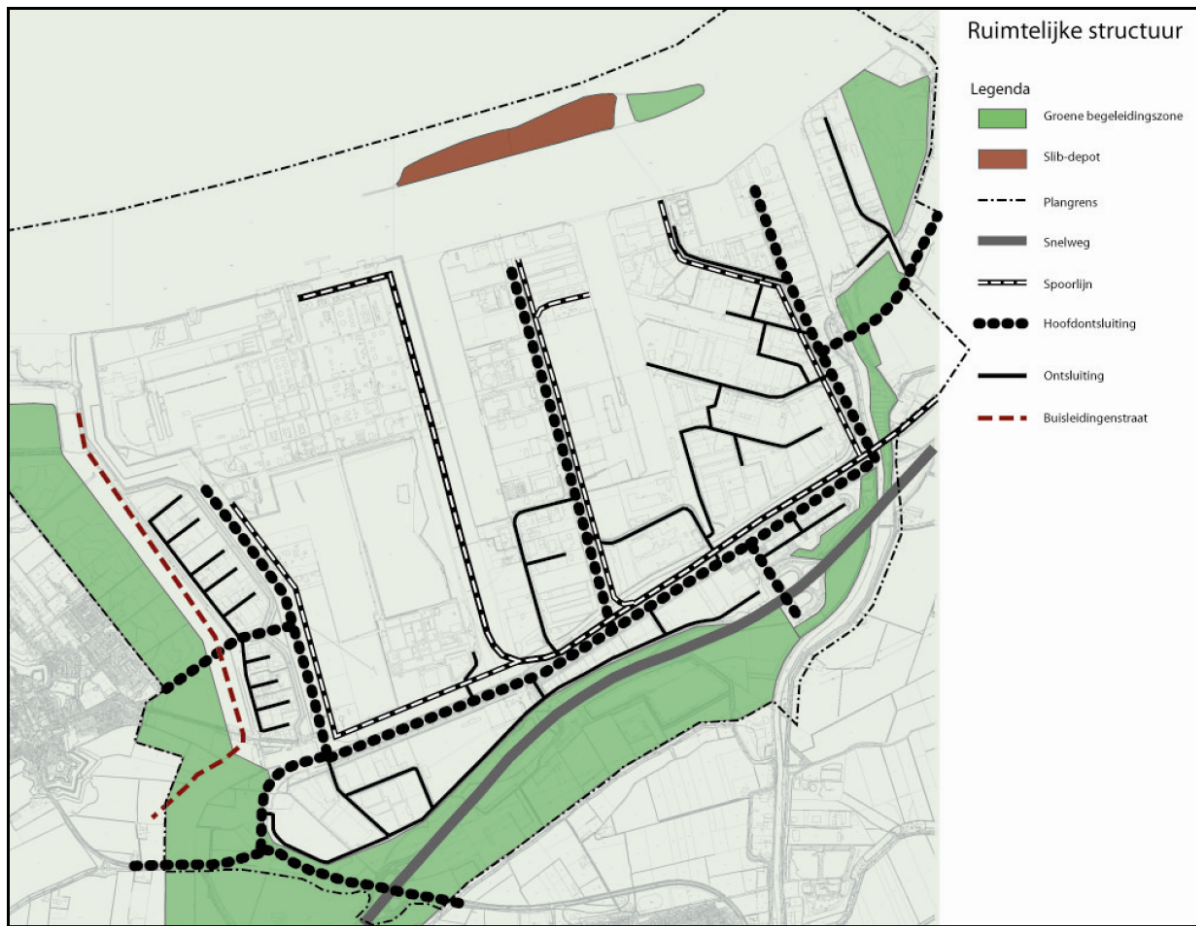 Ruimtelijke structuur
Legenda
Groene begeleidingszone
Slib-depot
Plangrens
Snelweg
Spoorlijn
Hoofdontsluiting
Ontsluiting
Buisleidingenstraat